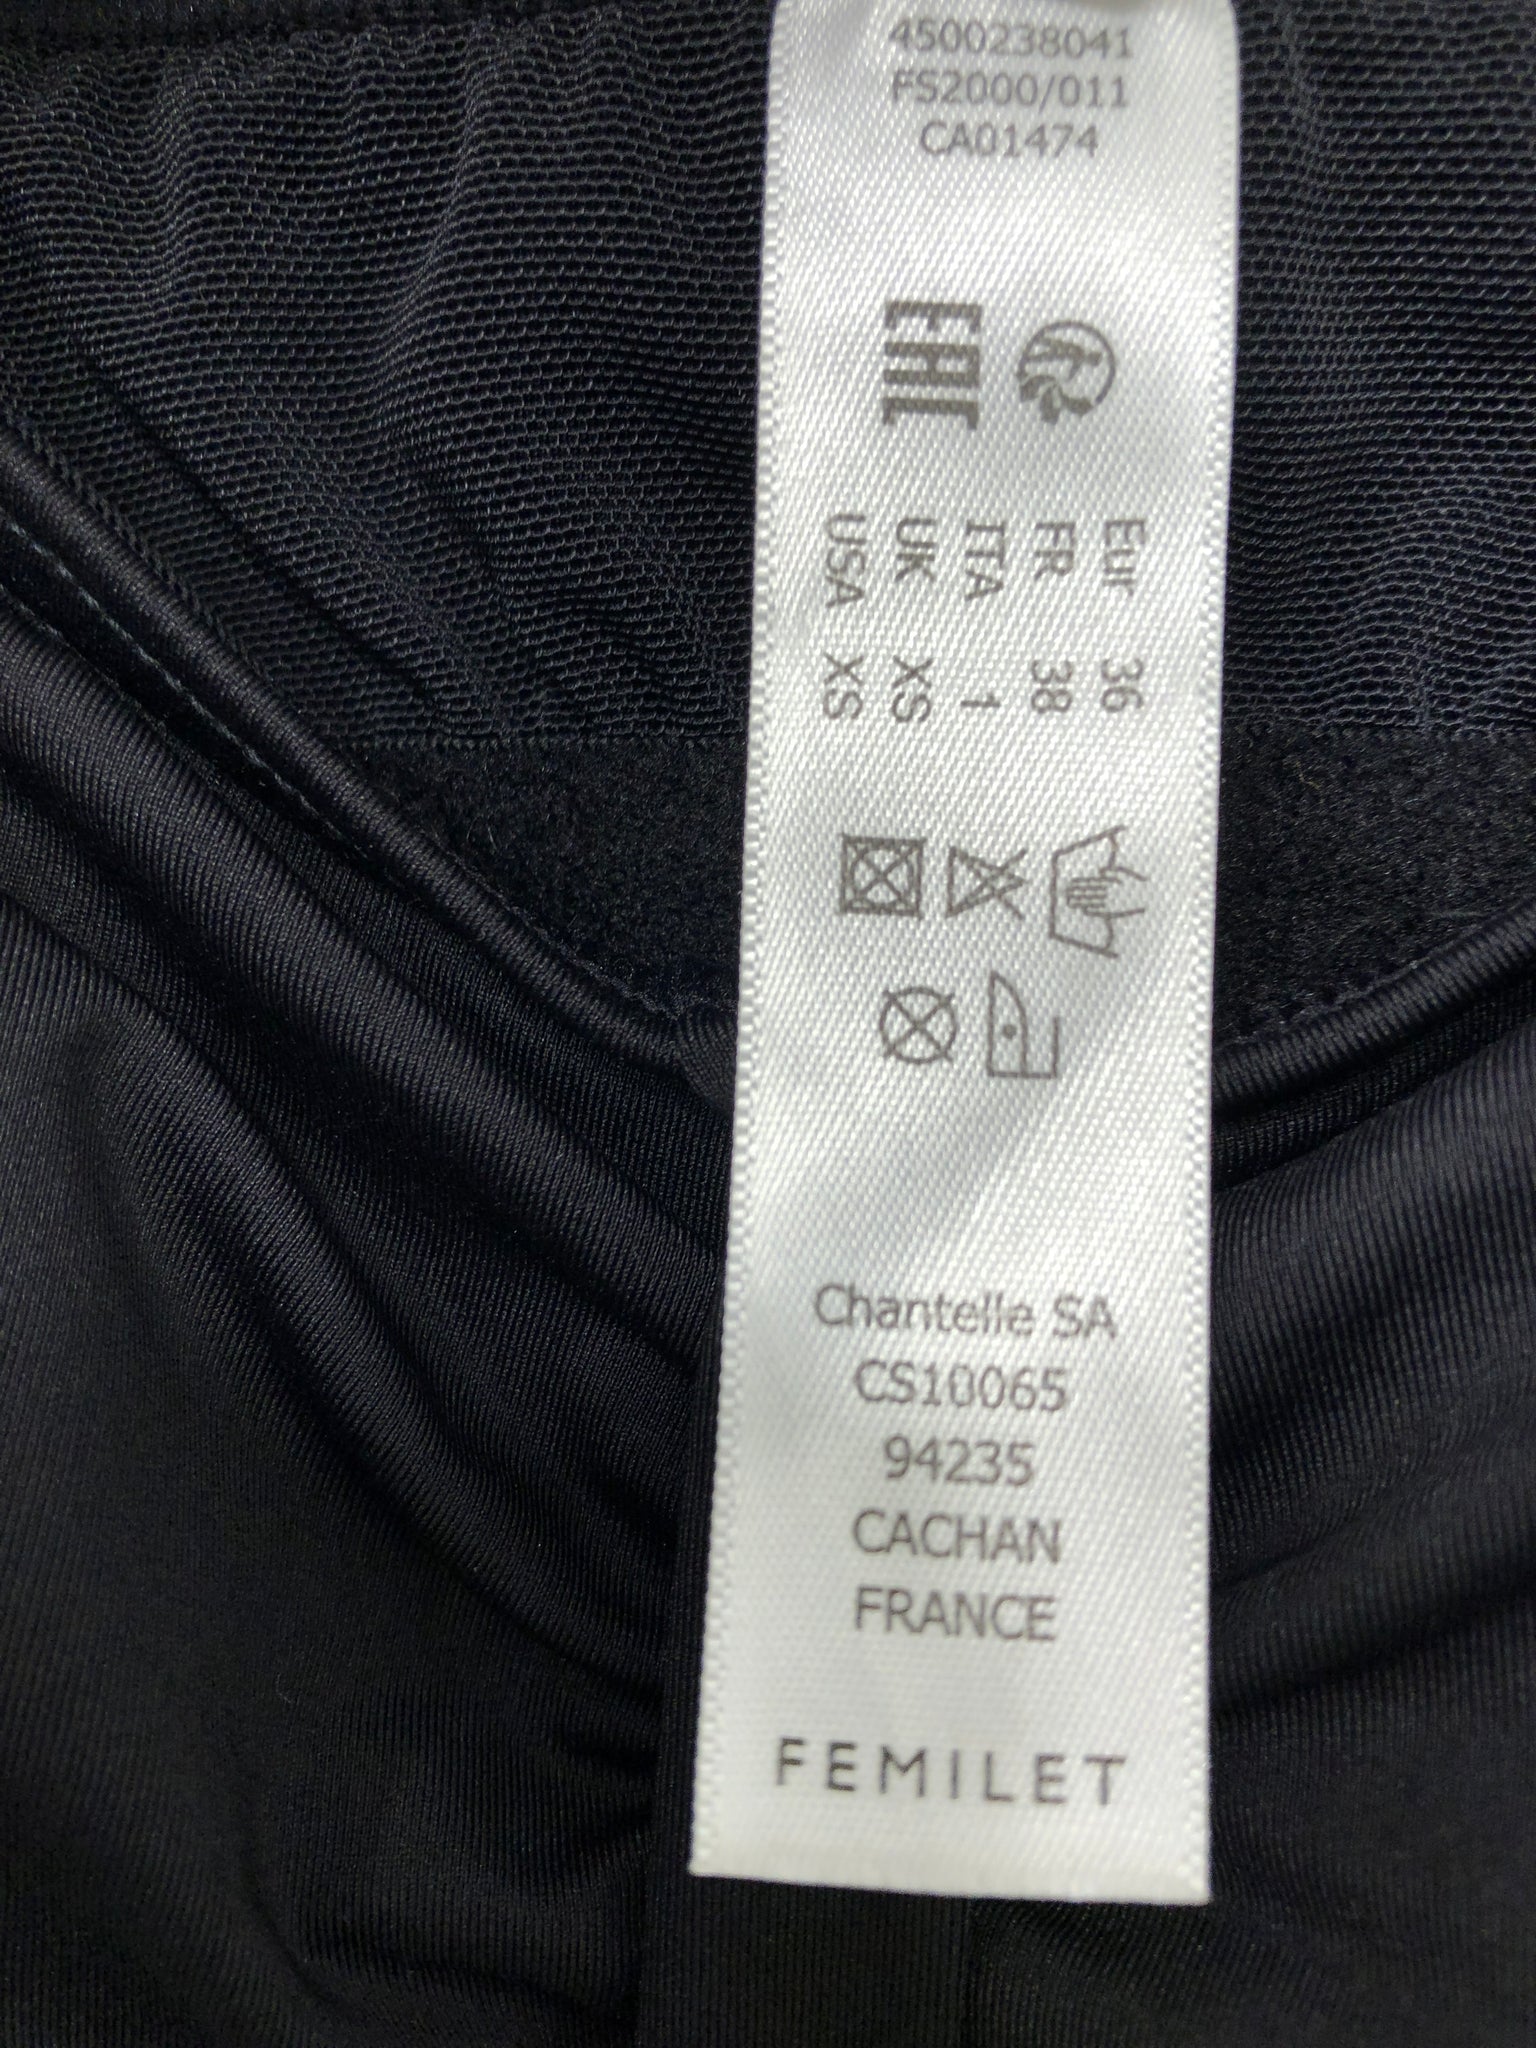 4500238041
FS2000/011
CA01474
EAC
Eur 36
FR 38
ITA 1
UK XS
USA XS
Chantelle SA
CS10065
94235
CACHAN
FRANCE
FEMILET